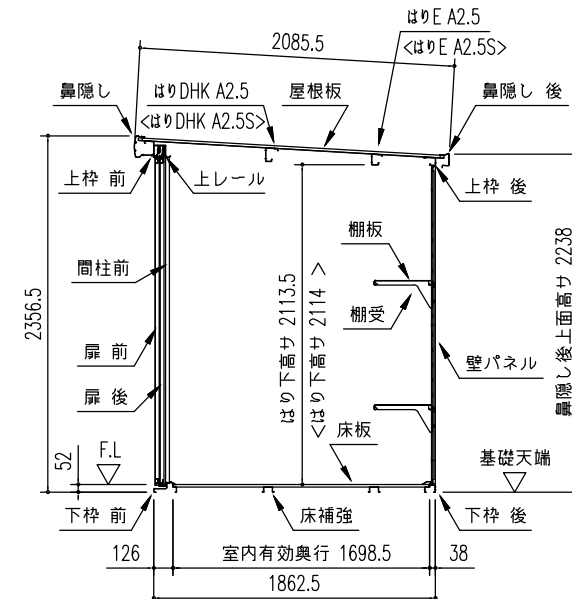 はりE A2.5
<はりE A2.5S>
2085.5
鼻隠し
はりDHK A2.5
<はりDHK A2.5S>
屋根板
鼻隠し 後
上枠 前
上レール
上枠 後
間柱前
棚板
棚受
扉 前
扉 後
壁パネル
2356.5
はり下高サ 2113.5
<はり下高サ 2114 >
鼻隠し後上面高サ 2238
床板
52
F.L
基礎天端
下枠 前
床補強
下枠 後
126
室内有効奥行 1698.5
38
1862.5